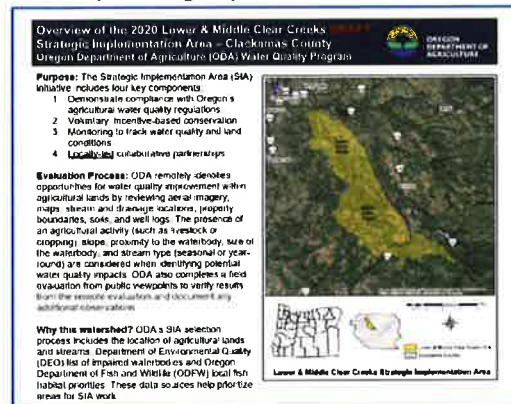 Overview of the 2020 Lower & Middle Clear Creeks DRAFT
Strategic Implementation Area – Clackamas County
Oregon Department of Agriculture (ODA) Water Quality Program
OREGON
DEPARTMENT OF
AGRICULTURE
Purpose: The Strategic Implementation Area (SIA)
initiative includes four key components:
1 Demonstrate compliance with Oregon's
agricultural water quality regulations
2 Voluntary incentive-based conservation
3 Monitoring to track water quality and land
conditions
4 Locally-led collaborative partnerships
Evaluation Process: ODA remotely identifies
opportunities for water quality improvement within
agricultural lands by reviewing aerial imagery,
maps, stream and drainage locations, property
boundaries, soils, and well logs. The presence of
an agricultural activity (such as livestock or
cropping), slope, proximity to the waterbody, size of
the waterbody, and stream type (seasonal or year-
round) are considered when identifying potential
water quality impacts. ODA also completes a field
evaluation from public viewpoints to verify results
from the remote evaluation and document any
additional observations
Why this watershed? ODA's SIA selection
process includes the location of agricultural lands
and streams, Department of Environmental Quality
(DEQ) list of impaired waterbodies and Oregon
Department of Fish and Wildlife (ODFW) local fish
habitat priorities. These data sources help prioritize
areas for SIA work
Lower & Middle Clear Creeks Strategic Implementation Area